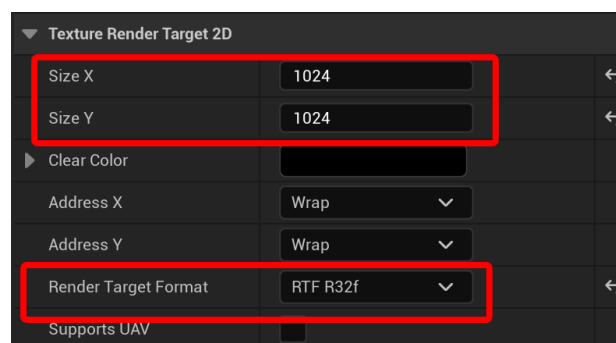 Texture Render Target 2D
Size X 1024
Size Y 1024
Clear Color
Address X Wrap
Address Y Wrap
Render Target Format RTF R32f
Supports UAV